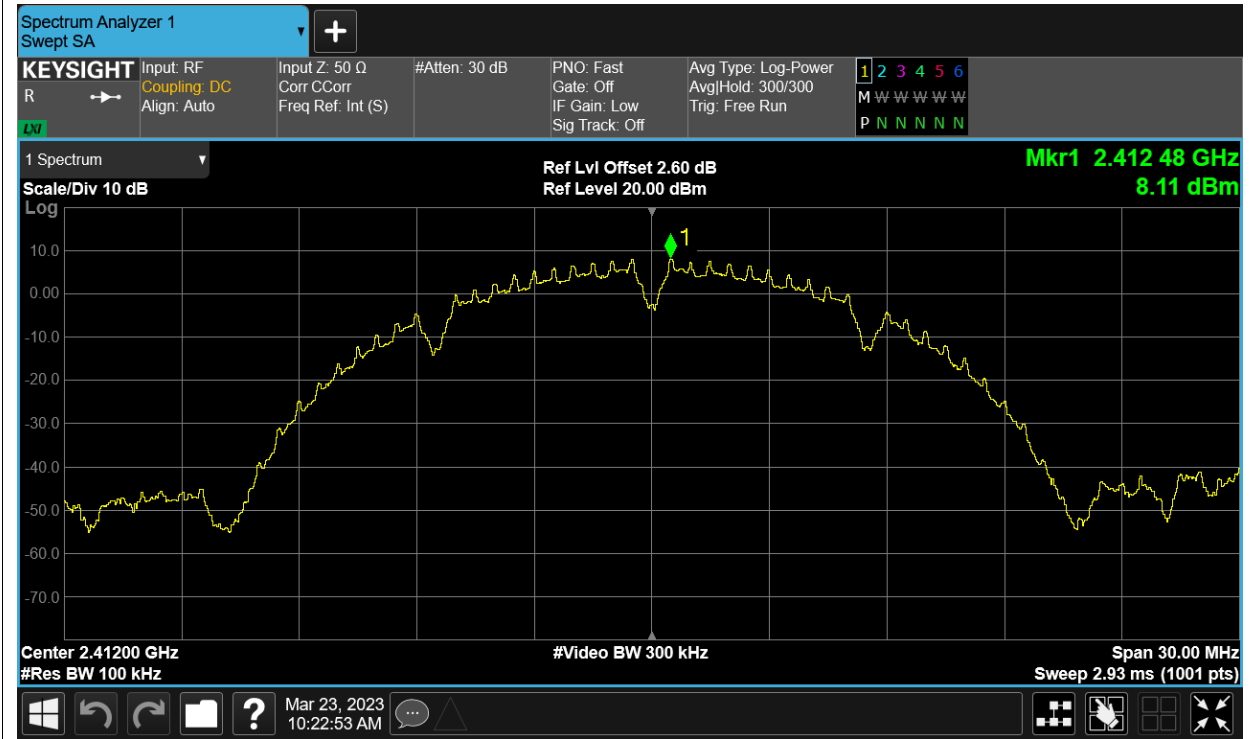 Spectrum Analyzer 1
Swept SA
KEYSIGHT
R
LXI
Input: RF
Coupling: DC
Align: Auto
Input Z: 50 Ω
Corr CCorr
Freq Ref: Int (S)
#Atten: 30 dB
PNO: Fast
Gate: Off
IF Gain: Low
Sig Track: Off
Avg Type: Log-Power
Avg|Hold: 300/300
Trig: Free Run
1 2 3 4 5 6
M W W W W W
P N N N N N
1 Spectrum
Scale/Div 10 dB
Log
Ref Lvl Offset 2.60 dB
Ref Level 20.00 dBm
Mkr1 2.412 48 GHz
8.11 dBm
1
10.0
0.00
-10.0
-20.0
-30.0
-40.0
-50.0
-60.0
-70.0
Center 2.41200 GHz
#Res BW 100 kHz
#Video BW 300 kHz
Span 30.00 MHz
Sweep 2.93 ms (1001 pts)
?
Mar 23, 2023
10:22:53 AM